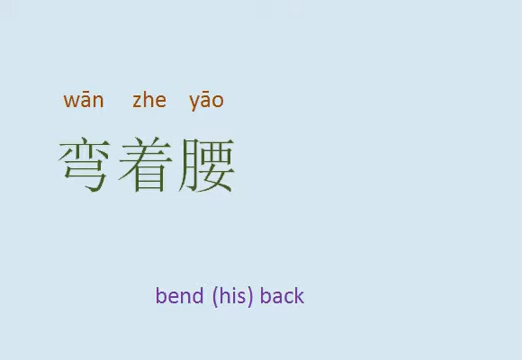 wān zhe yāo
弯着腰
bend (his) back